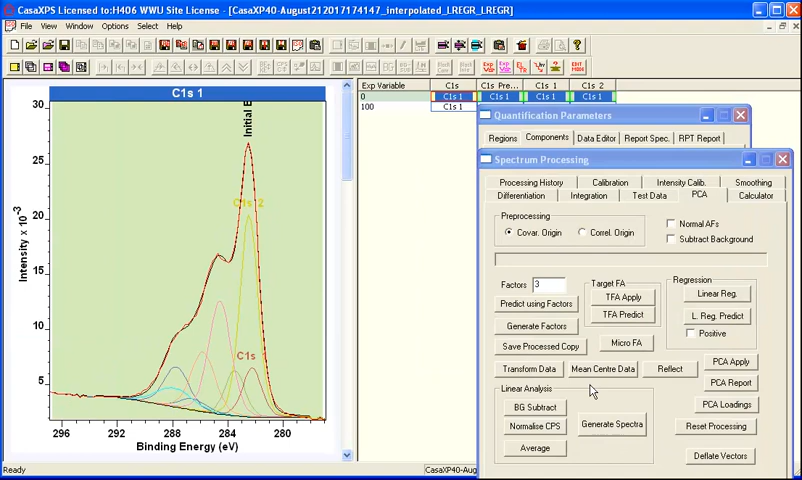 CasaXPS Licensed to:H406 WWU Site License - [CasaXP40-August212017174147_interpolated_LREGR_LREGR]
File View Window Options Select Help
C1s 1
Initial E
C1s 2
C1s
30
25
20
15
10
5
Intensity x 10⁻³
296 292 288 284 280
Binding Energy (eV)
Exp Variable C1s C1s Pre... C1s 1 C1s 2
0 C1s 1 C1s 1 C1s 1 C1s 1
100 C1s 1
Quantification Parameters
Regions Components Data Editor Report Spec. RPT Report
Spectrum Processing
Processing History Calibration Intensity Calib. Smoothing
Differentiation Integration Test Data PCA Calculator
Preprocessing
Covar. Origin Correl. Origin
Normal AFs
Subtract Background
Factors 3
Predict using Factors
Generate Factors
Save Processed Copy
Target FA
TFA Apply
TFA Predict
Micro FA
Regression
Linear Reg.
L. Reg. Predict
Positive
Transform Data Mean Centre Data Reflect
PCA Apply
PCA Report
PCA Loadings
Reset Processing
Deflate Vectors
Linear Analysis
BG Subtract
Normalise CPS
Average
Generate Spectra
Ready
CasaXP40-Aug